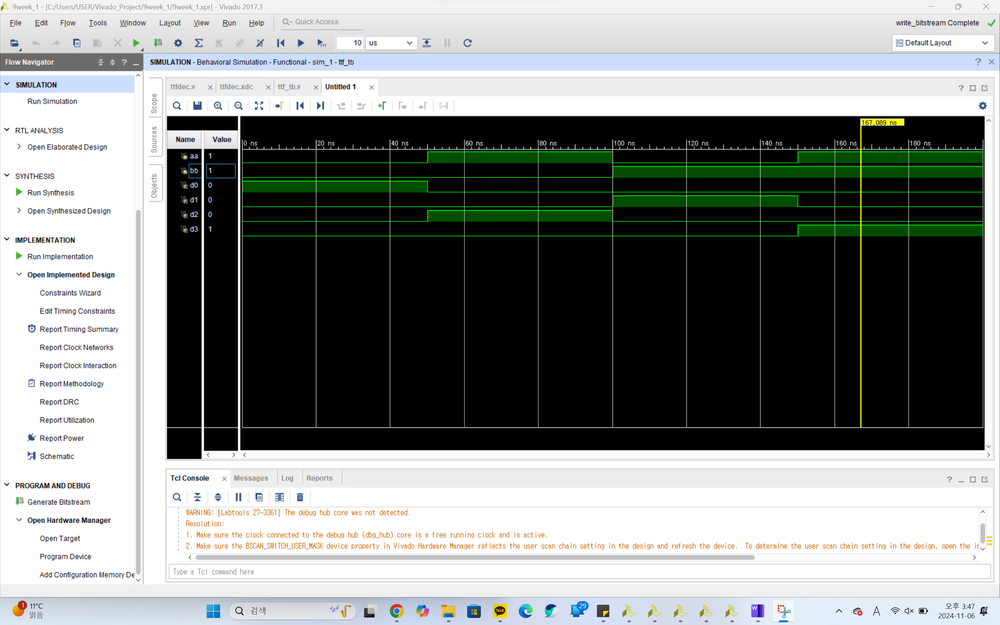 9week_1 - [C:/Users/USER/Vivado_Project/9week_1/9week_1.xpr] - Vivado 2017.3
File Edit Flow Tools Window Layout View Run Help Quick Access write_bitstream Complete
10 us Default Layout
Flow Navigator
SIMULATION - Behavioral Simulation - Functional - sim_1 - ttf_tb
SIMULATION
Run Simulation
RTL ANALYSIS
Open Elaborated Design
SYNTHESIS
Run Synthesis
Open Synthesized Design
IMPLEMENTATION
Run Implementation
Open Implemented Design
Constraints Wizard
Edit Timing Constraints
Report Timing Summary
Report Clock Networks
Report Clock Interaction
Report Methodology
Report DRC
Report Utilization
Report Power
Schematic
PROGRAM AND DEBUG
Generate Bitstream
Open Hardware Manager
Open Target
Program Device
Add Configuration Memory De
Scope
Sources
Objects
ttfdec.v ttfdec.xdc ttf_tb.v Untitled 1
167,089 ns
Name Value 0 ns 20 ns 40 ns 60 ns 80 ns 100 ns 120 ns 140 ns 160 ns 180 ns
aa 1
bb 1
d0 0
d1 0
d2 0
d3 1
Tcl Console Messages Log Reports
WARNING: [Labtools 27-3361] The debug hub core was not detected.
Resolution:
1. Make sure the clock connected to the debug hub (dbg_hub) core is a free running clock and is active.
2. Make sure the BSCAN_SWITCH_USER_MASK device property in Vivado Hardware Manager reflects the user scan chain setting in the design and refresh the device. To determine the user scan chain setting in the design, open the
Type a Tcl command here
1 11°C
맑음
검색
TALK
29
W
A
오후 3:47
2024-11-06